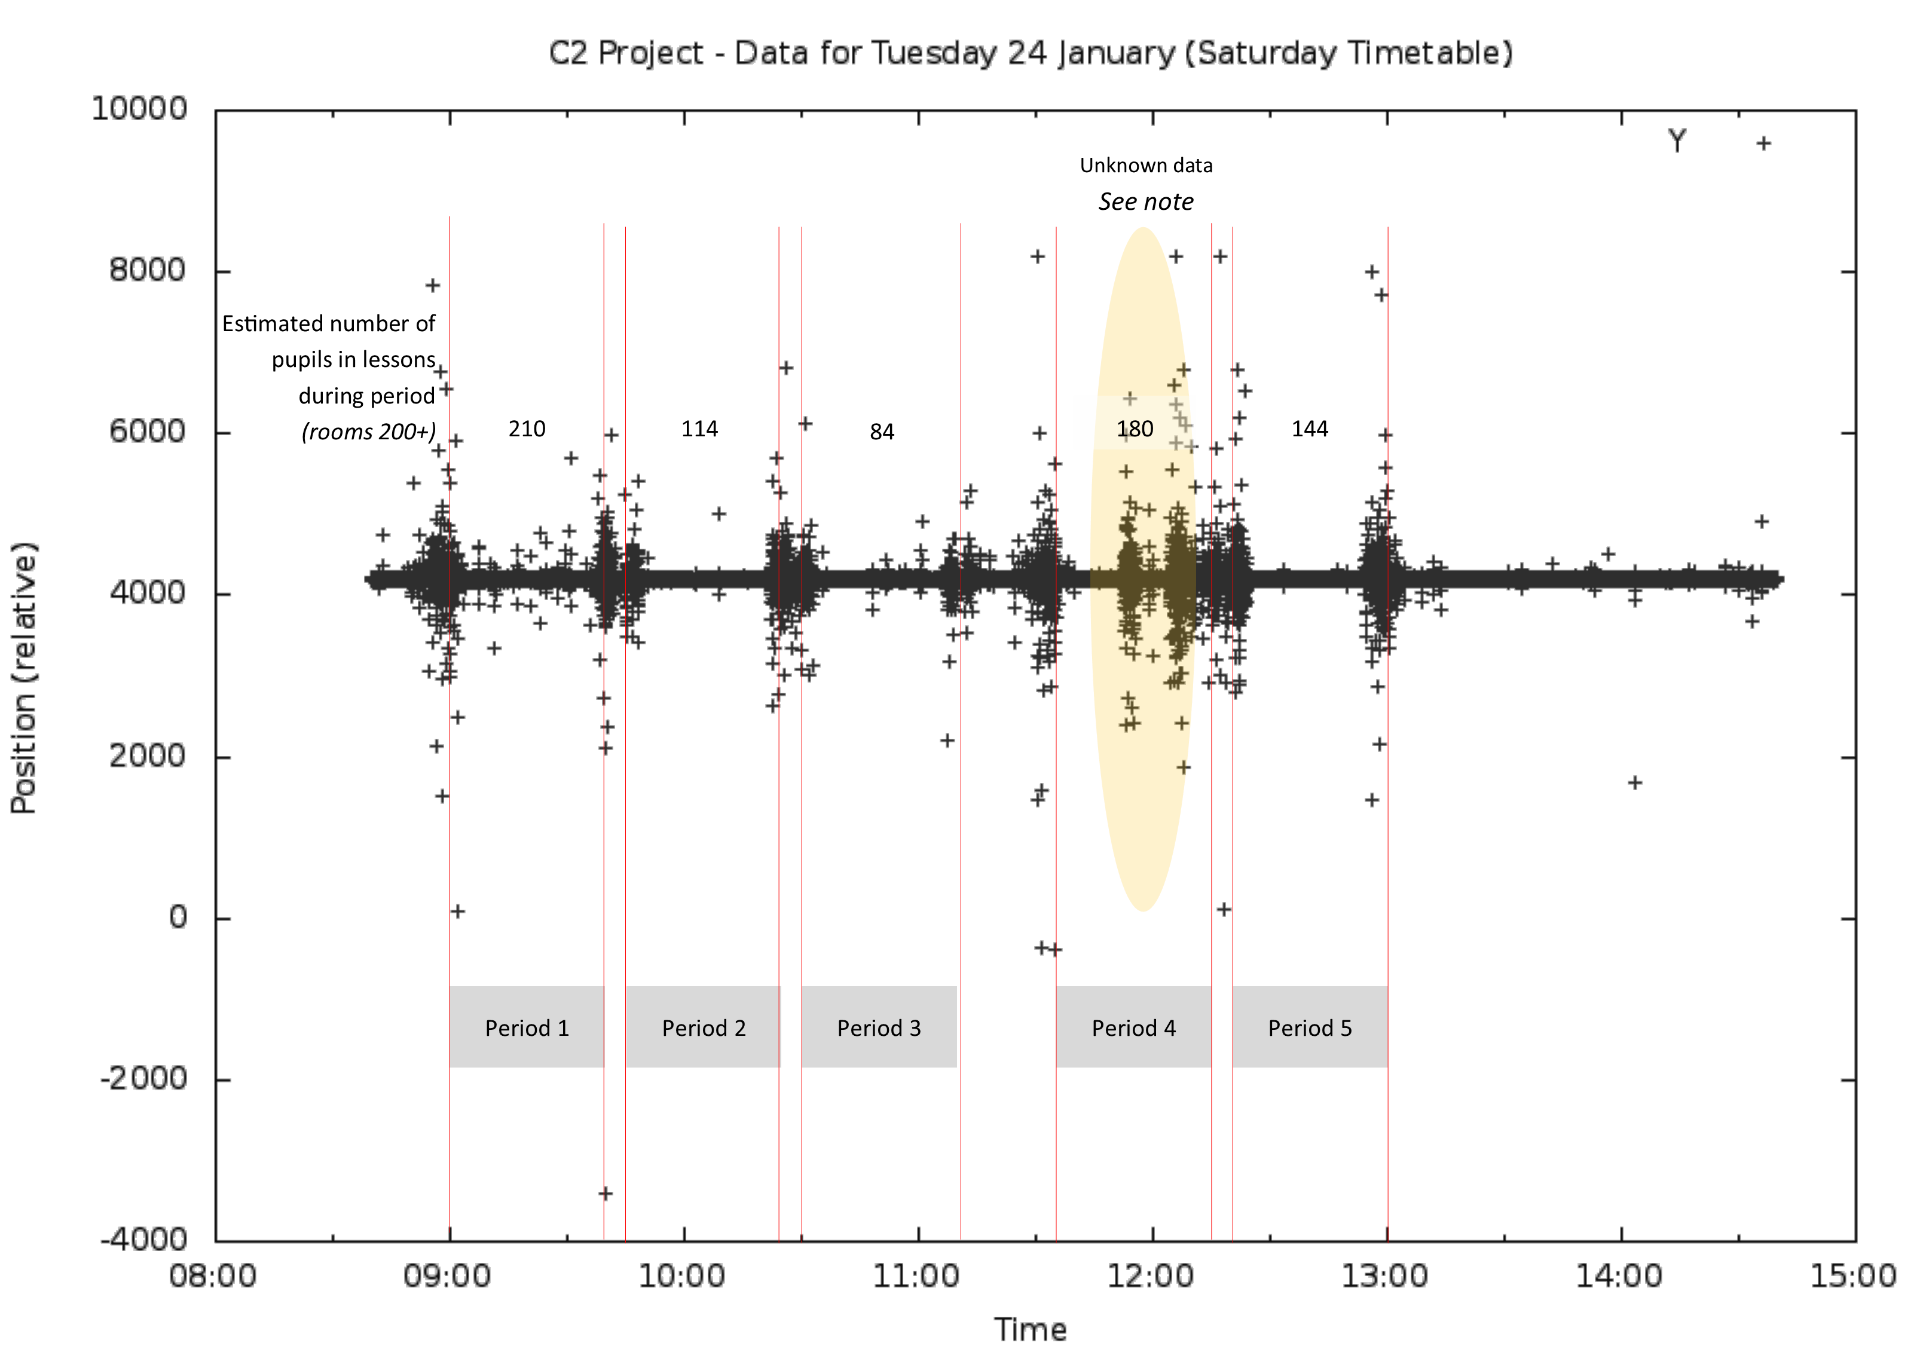 C2 Project - Data for Tuesday 24 January (Saturday Timetable)
10000
8000
6000
4000
2000
0
-2000
-4000
Position (relative)
Y
Unknown data
See note
Estimated number of
pupils in lessons
during period
(rooms 200+)
210
114
84
180
144
Period 1
Period 2
Period 3
Period 4
Period 5
08:00
09:00
10:00
11:00
12:00
13:00
14:00
15:00
Time